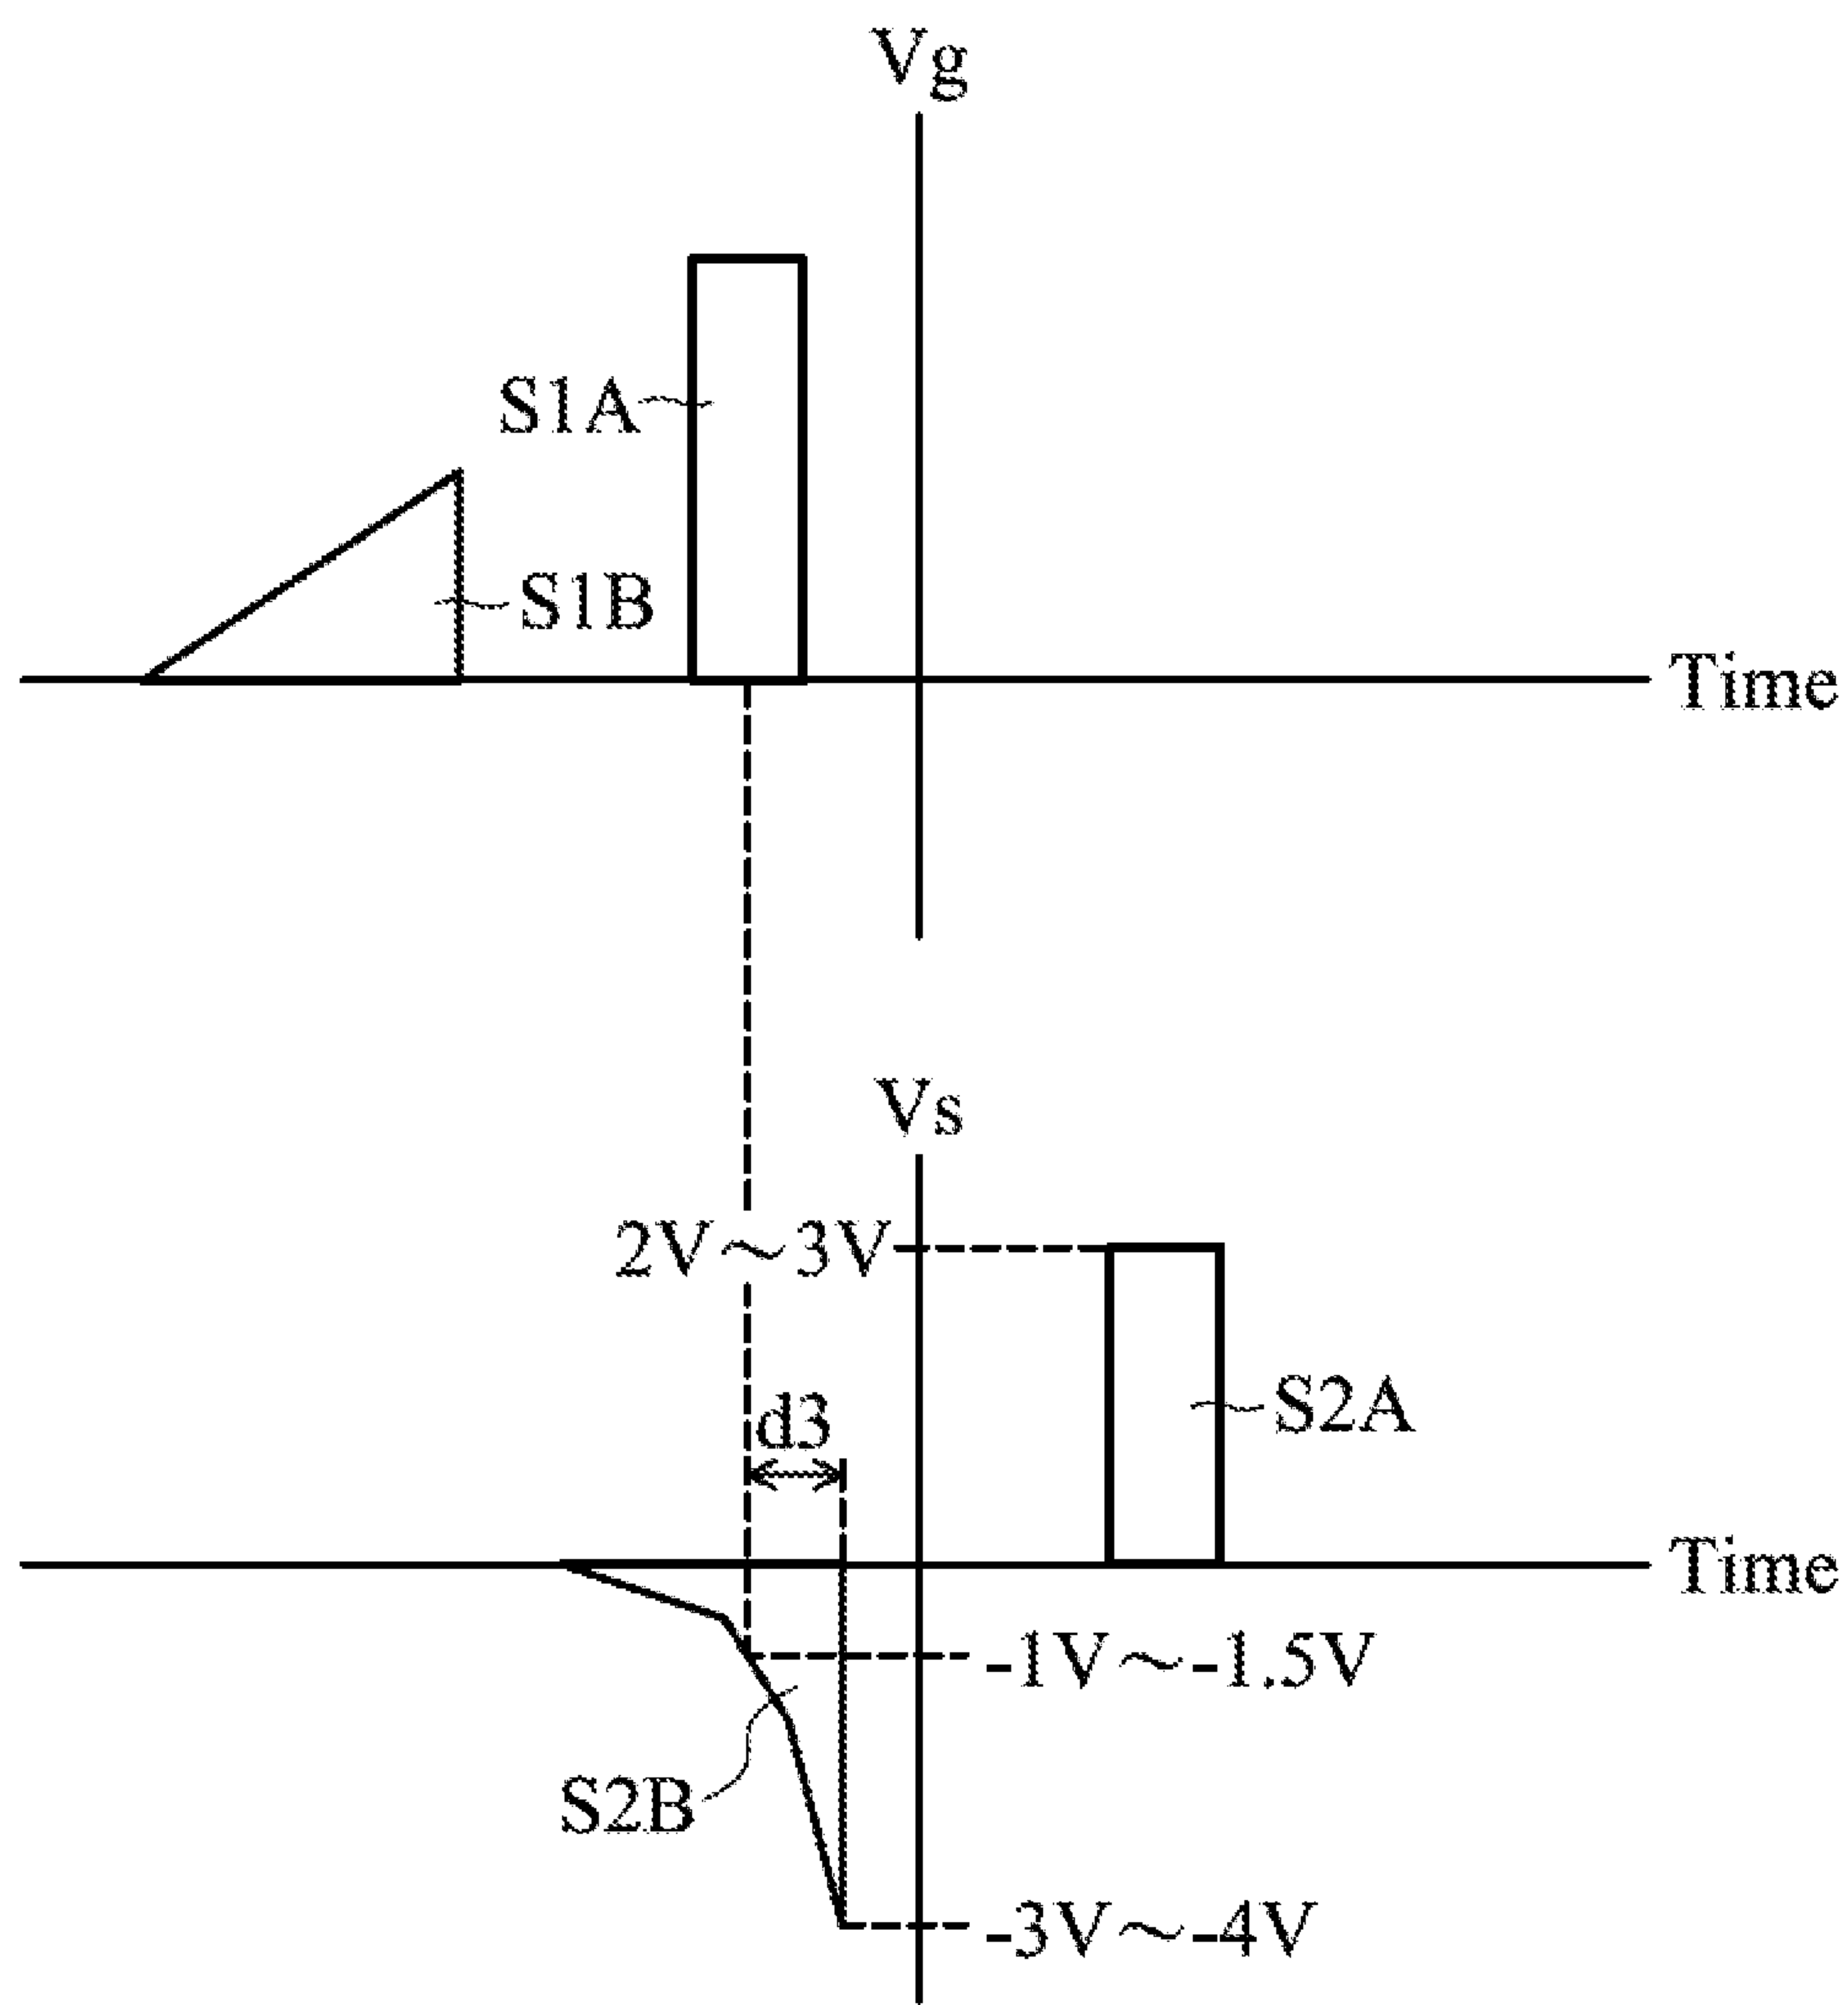 Vg
S1A
S1B
Time
Vs
2V～3V
S2A
d3
Time
-1V～-1.5V
S2B
-3V～-4V